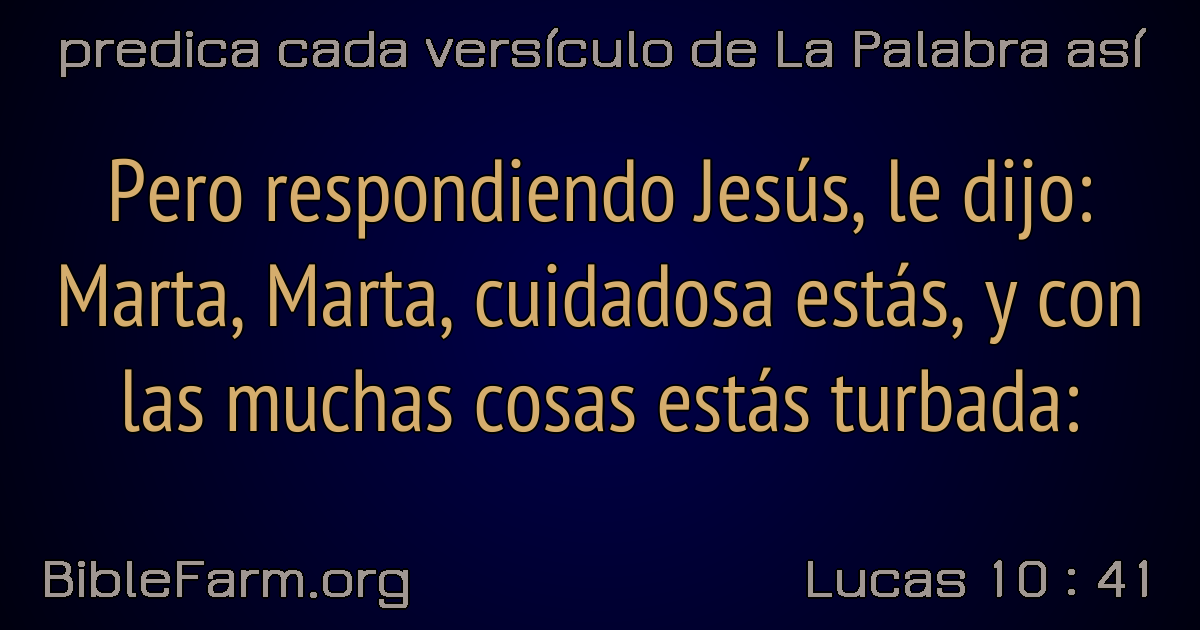 predica cada versículo de La Palabra así
Pero respondiendo Jesús, le dijo:
Marta, Marta, cuidadosa estás, y con
las muchas cosas estás turbada:
BibleFarm.org
Lucas 10 : 41